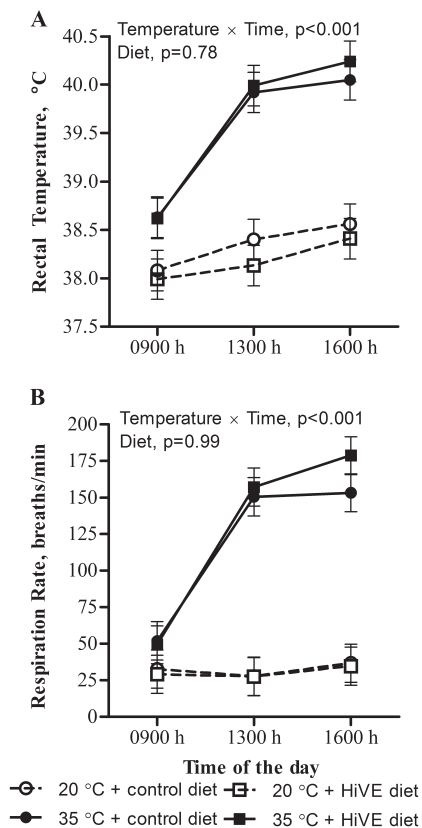 A
Temperature × Time, p<0.001
Diet, p=0.78
Rectal Temperature, °C
40.5
40.0
39.5
39.0
38.5
38.0
37.5
0900 h 1300 h 1600 h
B
Temperature × Time, p<0.001
Diet, p=0.99
Respiration Rate, breaths/min
200
175
150
125
100
75
50
25
0
0900 h 1300 h 1600 h
Time of the day
20 °C + control diet 20 °C + HiVE diet
35 °C + control diet 35 °C + HiVE diet